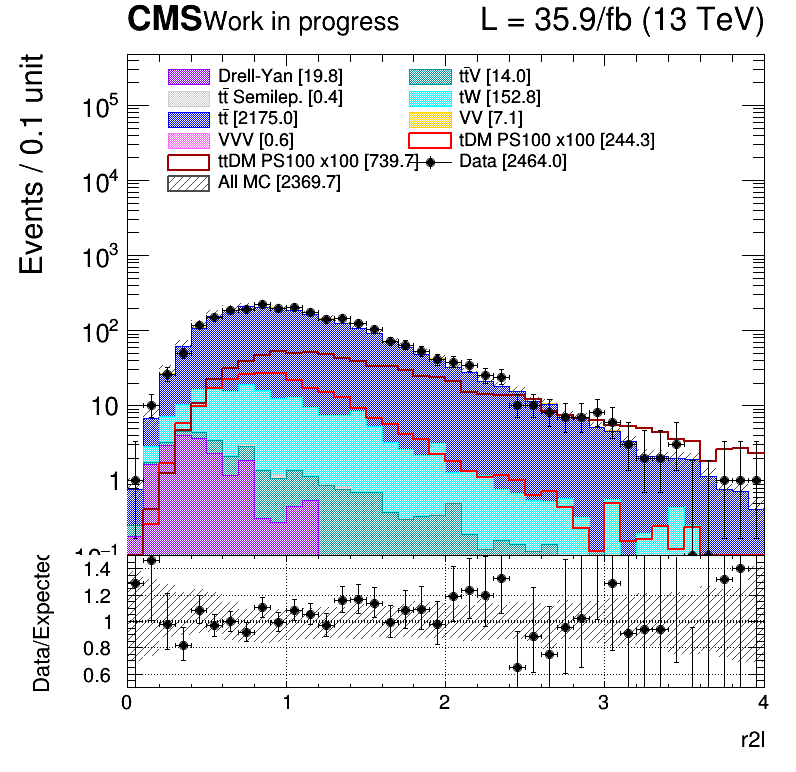 CMS Work in progress L = 35.9/fb (13 TeV)
Events / 0.1 unit
Drell-Yan [19.8] tt̄V [14.0]
tt̄ Semilep. [0.4] tW [152.8]
tt̄ [2175.0] VV [7.1]
VVV [0.6] tDM PS100 x100 [244.3]
ttDM PS100 x100 [739.7] Data [2464.0]
All MC [2369.7]
10⁵
10⁴
10³
10²
10
1
10⁻¹
Data/Expected
1.4
1.2
1
0.8
0.6
0 1 2 3 4
r2l